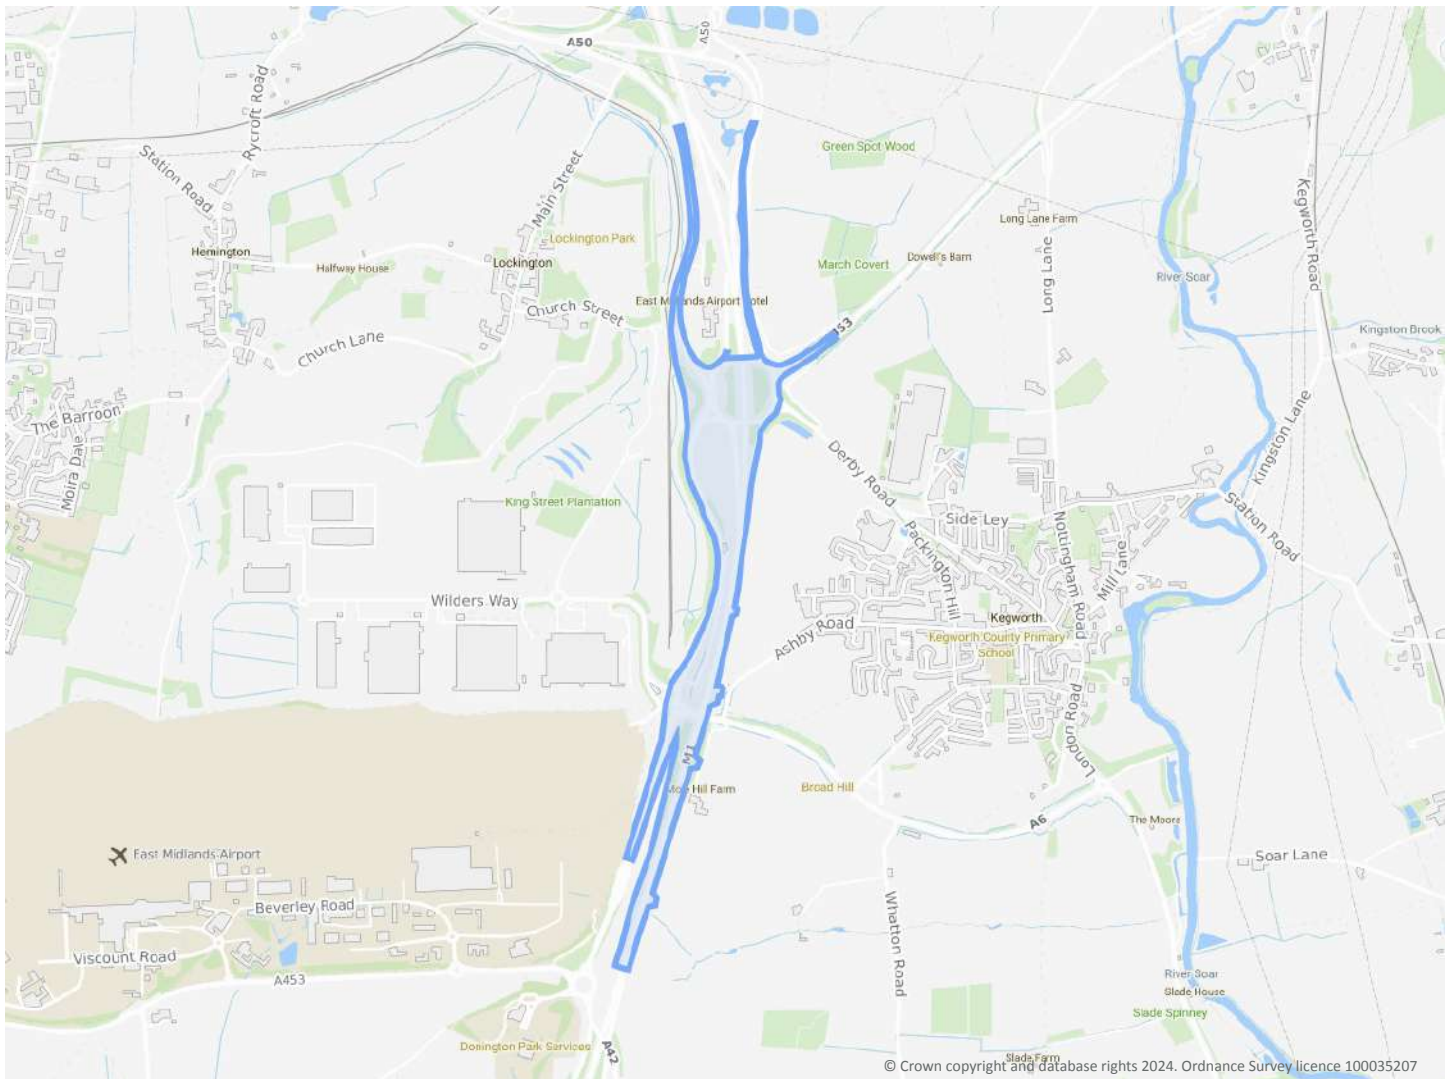 A50
A50
Rycroft Road
Station Road
Main Street
Green Spot Wood
Kegworth Road
Long Lane Farm
Lockington Park
Hemington
Halfway House
Lockington
March Covert
Dowell's Barn
Long Lane
River Soar
East Midlands Airport Hotel
Church Street
Church Lane
Kingston Brook
The Barroon
Moira Dale
Derby Road
Kingston Lane
King Street Plantation
Side Ley
Station Road
Packington Hill
Nottingham Road
Mill Lane
Wilders Way
Kegworth
Ashby Road
Kegworth County Primary
School
London Road
M1
Mole Hill Farm
Broad Hill
A6
The Moors
East Midlands Airport
Soar Lane
Beverley Road
Whatton Road
Viscount Road
A453
River Soar
Slade House
Slade Spinney
Donington Park Services
A42
Slade Farm
© Crown copyright and database rights 2024. Ordnance Survey licence 100035207